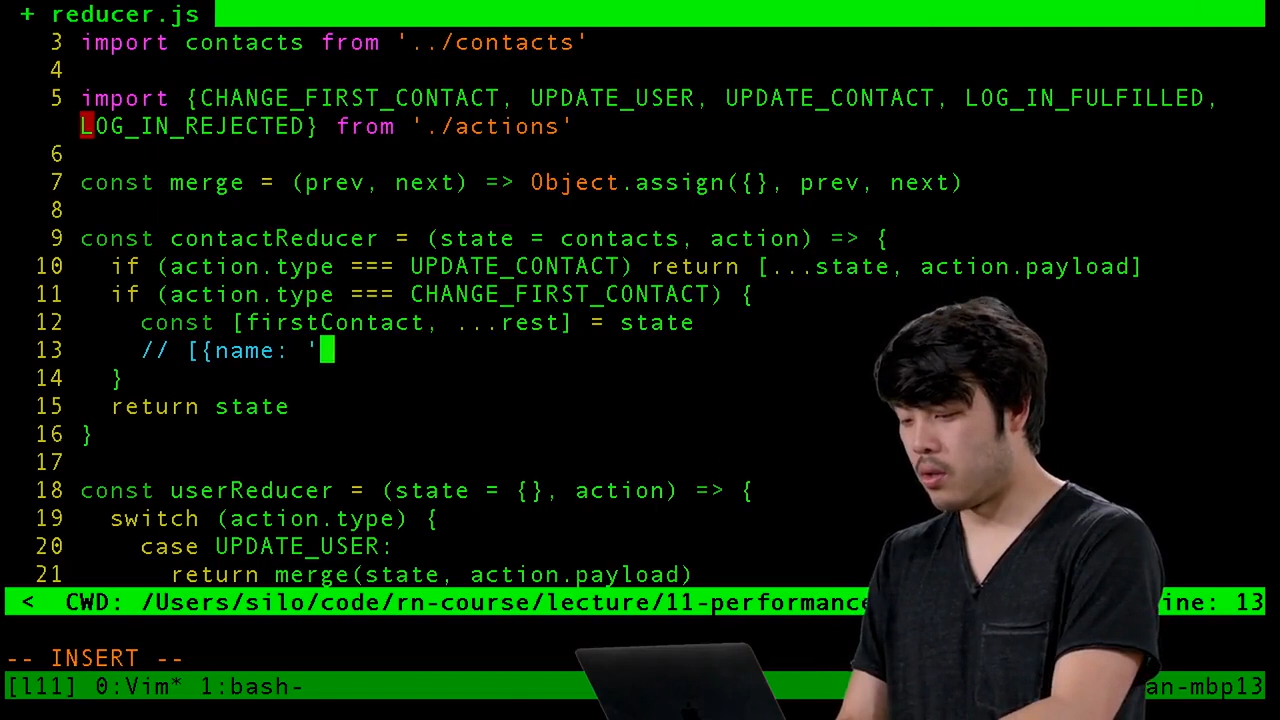 + reducer.js
3 import contacts from '../contacts'
4
5 import {CHANGE_FIRST_CONTACT, UPDATE_USER, UPDATE_CONTACT, LOG_IN_FULFILLED,
LOG_IN_REJECTED} from './actions'
6
7 const merge = (prev, next) => Object.assign({}, prev, next)
8
9 const contactReducer = (state = contacts, action) => {
10 if (action.type === UPDATE_CONTACT) return [...state, action.payload]
11 if (action.type === CHANGE_FIRST_CONTACT) {
12 const [firstContact, ...rest] = state
13 // [{name: '
14 }
15 return state
16 }
17
18 const userReducer = (state = {}, action) => {
19 switch (action.type) {
20 case UPDATE_USER:
21 return merge(state, action.payload)
< CWD: /Users/silo/code/rn-course/lecture/11-performance ine: 13
-- INSERT --
[l11] 0:Vim* 1:bash- an-mbp13